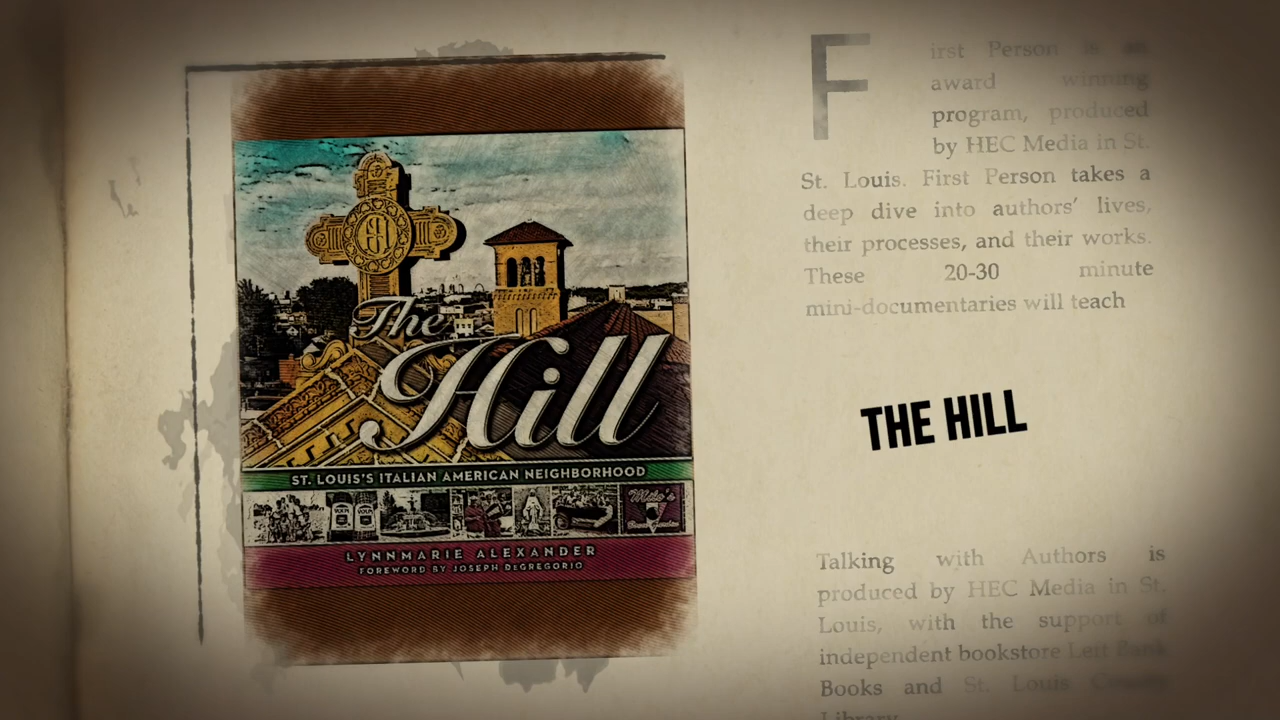 The
Hill
ST. LOUIS'S ITALIAN AMERICAN NEIGHBORHOOD
Milo's
LYNNMARIE ALEXANDER
FOREWORD BY JOSEPH DeGREGORIO
First Person is an
award winning
program, produced
by HEC Media in St.
St. Louis. First Person takes a
deep dive into authors' lives,
their processes, and their works.
These 20-30 minute
mini-documentaries will teach
THE HILL
Talking with Authors is
produced by HEC Media in St.
Louis, with the support of
independent bookstore Left Bank
Books and St. Louis County
Library